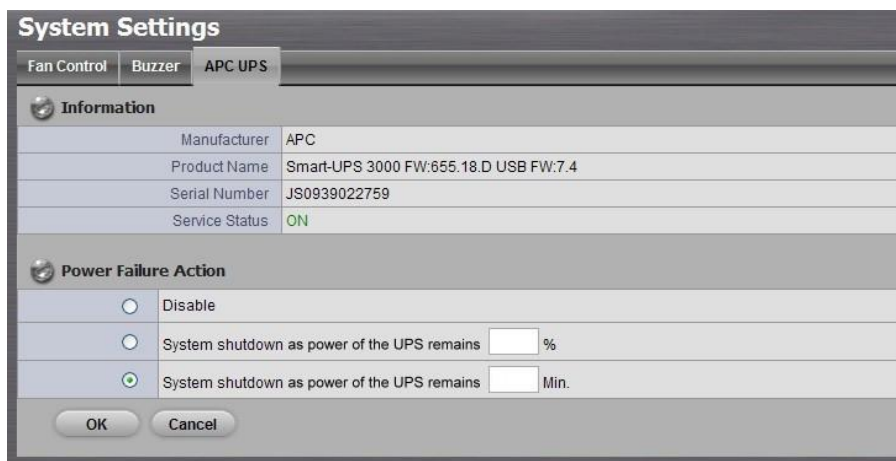 System Settings
Fan Control Buzzer APC UPS
Information
Manufacturer APC
Product Name Smart-UPS 3000 FW:655.18.D USB FW:7.4
Serial Number JS0939022759
Service Status ON
Power Failure Action
Disable
System shutdown as power of the UPS remains %
System shutdown as power of the UPS remains Min.
OK Cancel